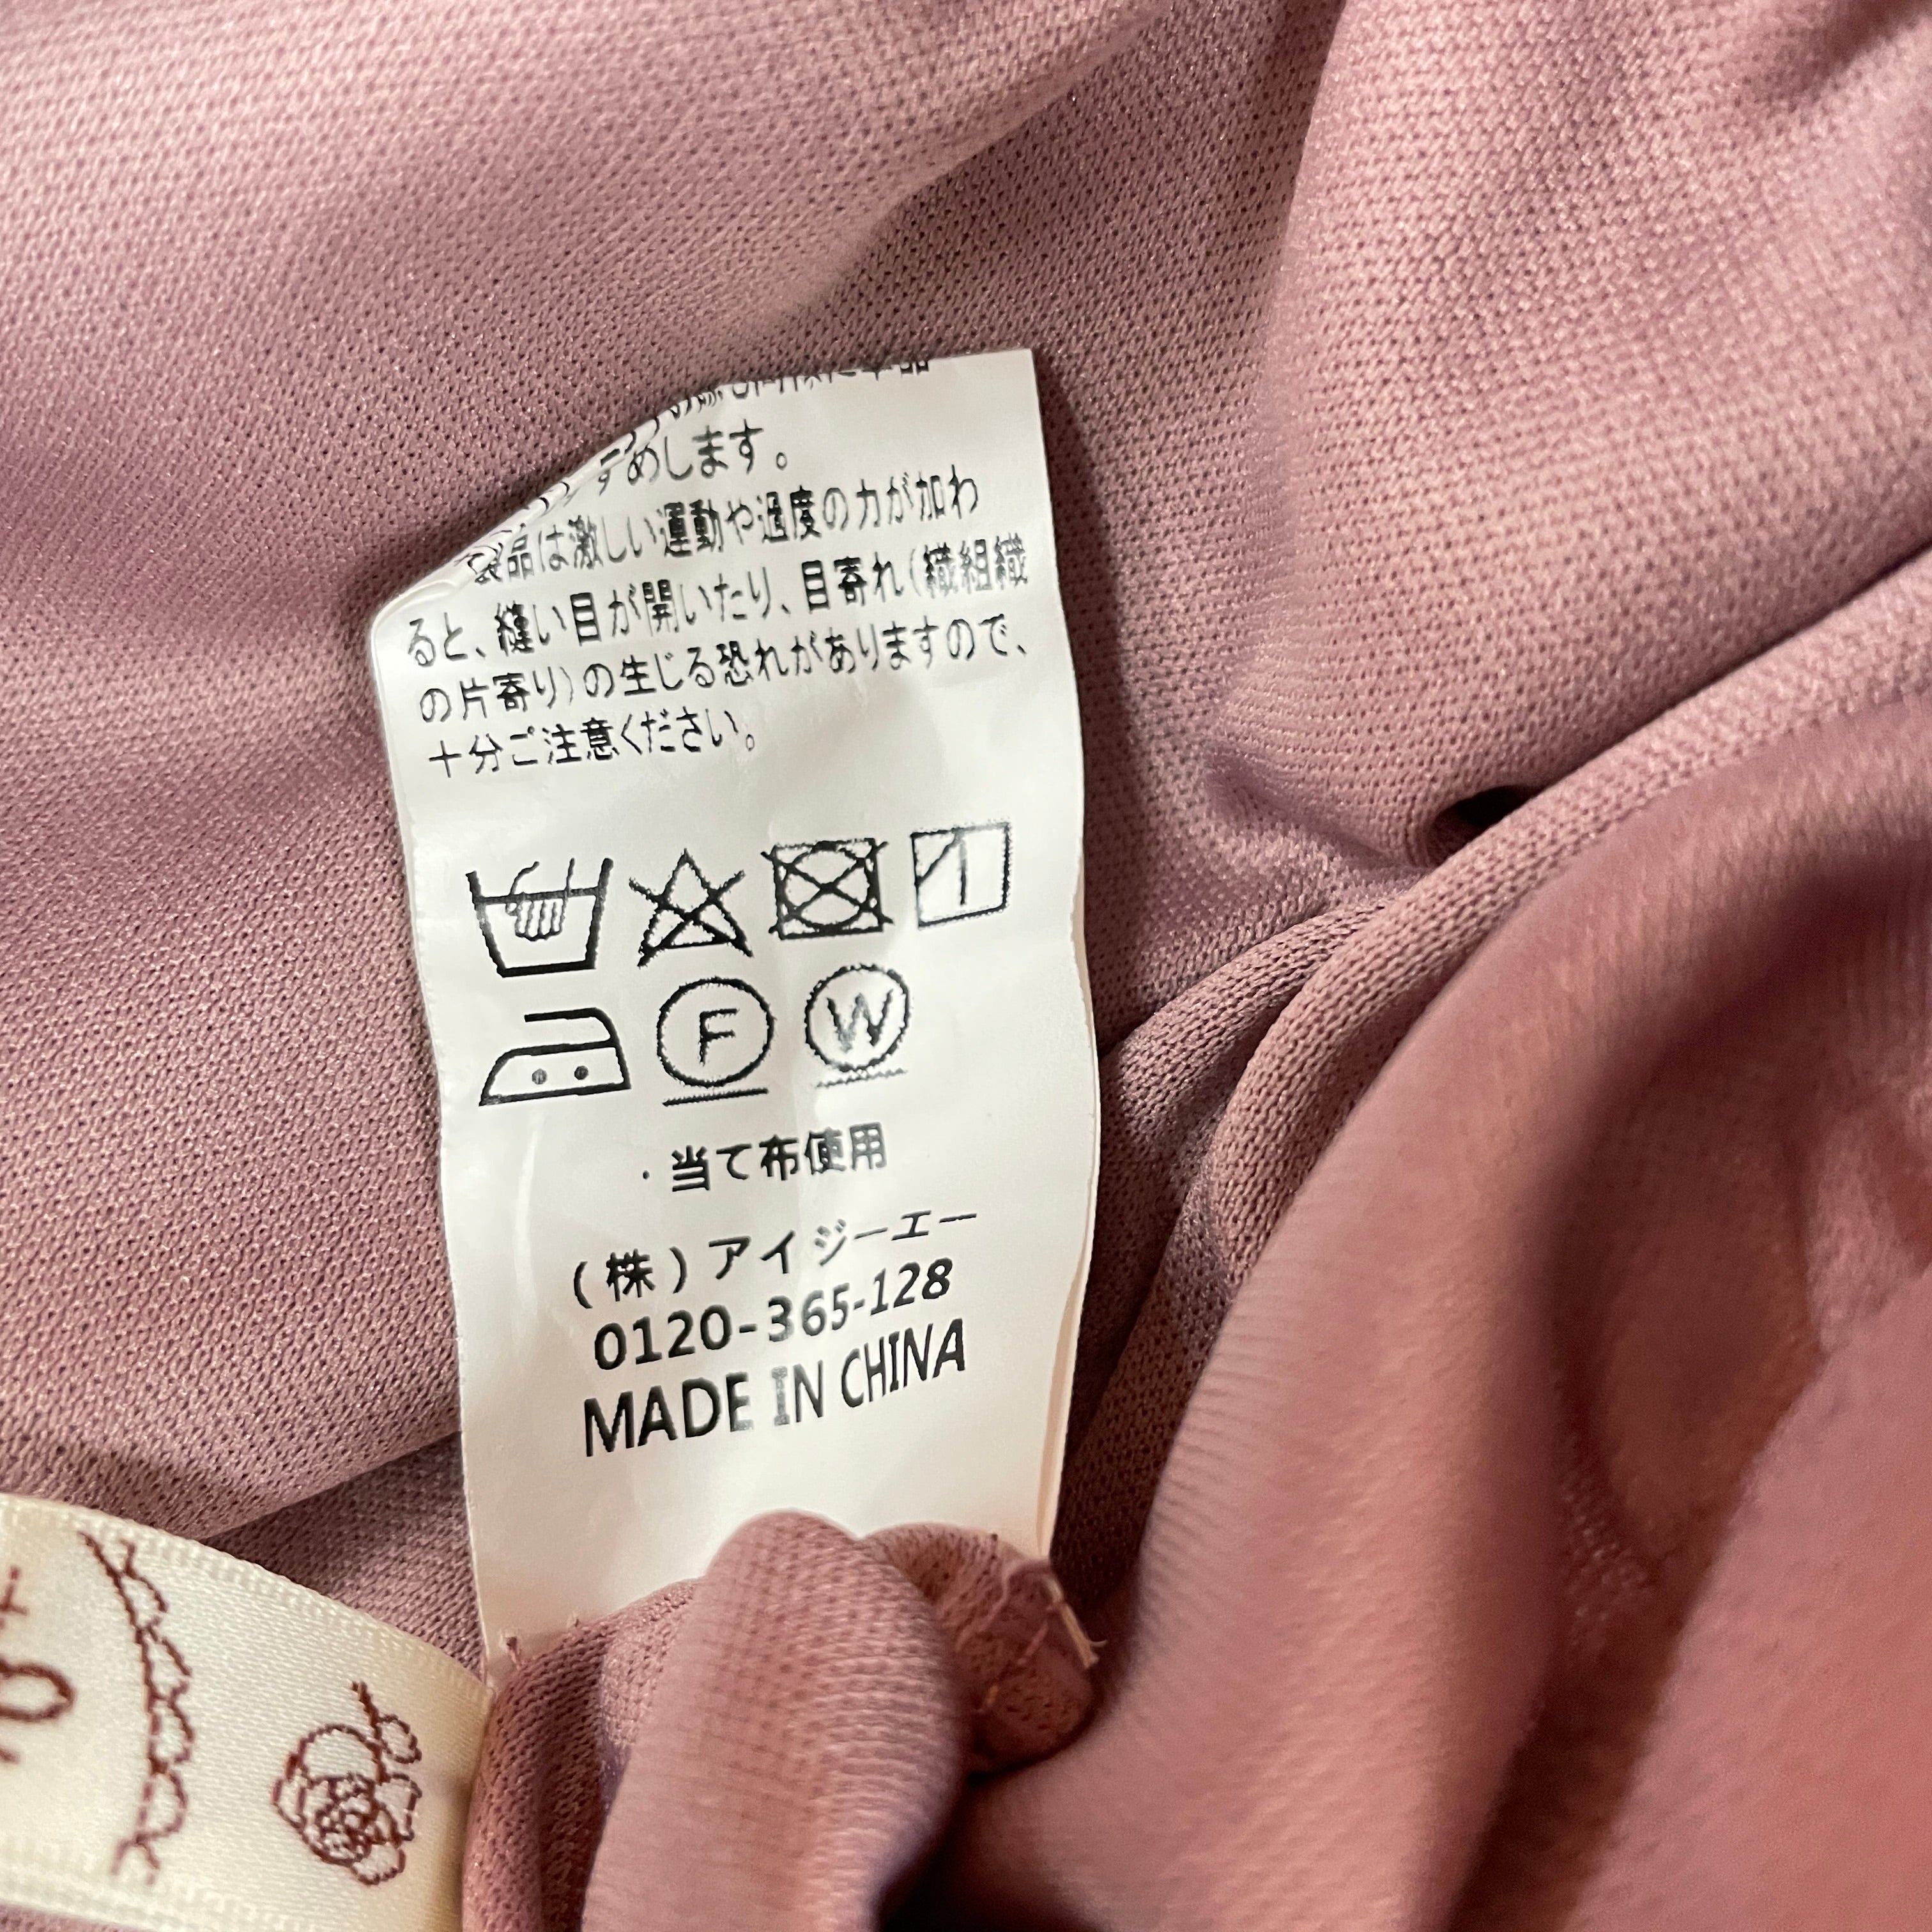 すめします。
製品は激しい運動や過度の力が加わ
ると、縫い目が開いたり、目寄れ(織組織
の片寄り)の生じる恐れがありますので、
十分ご注意ください。
F W
・当て布使用
(株)アイジーエー
0120-365-128
MADE IN CHINA